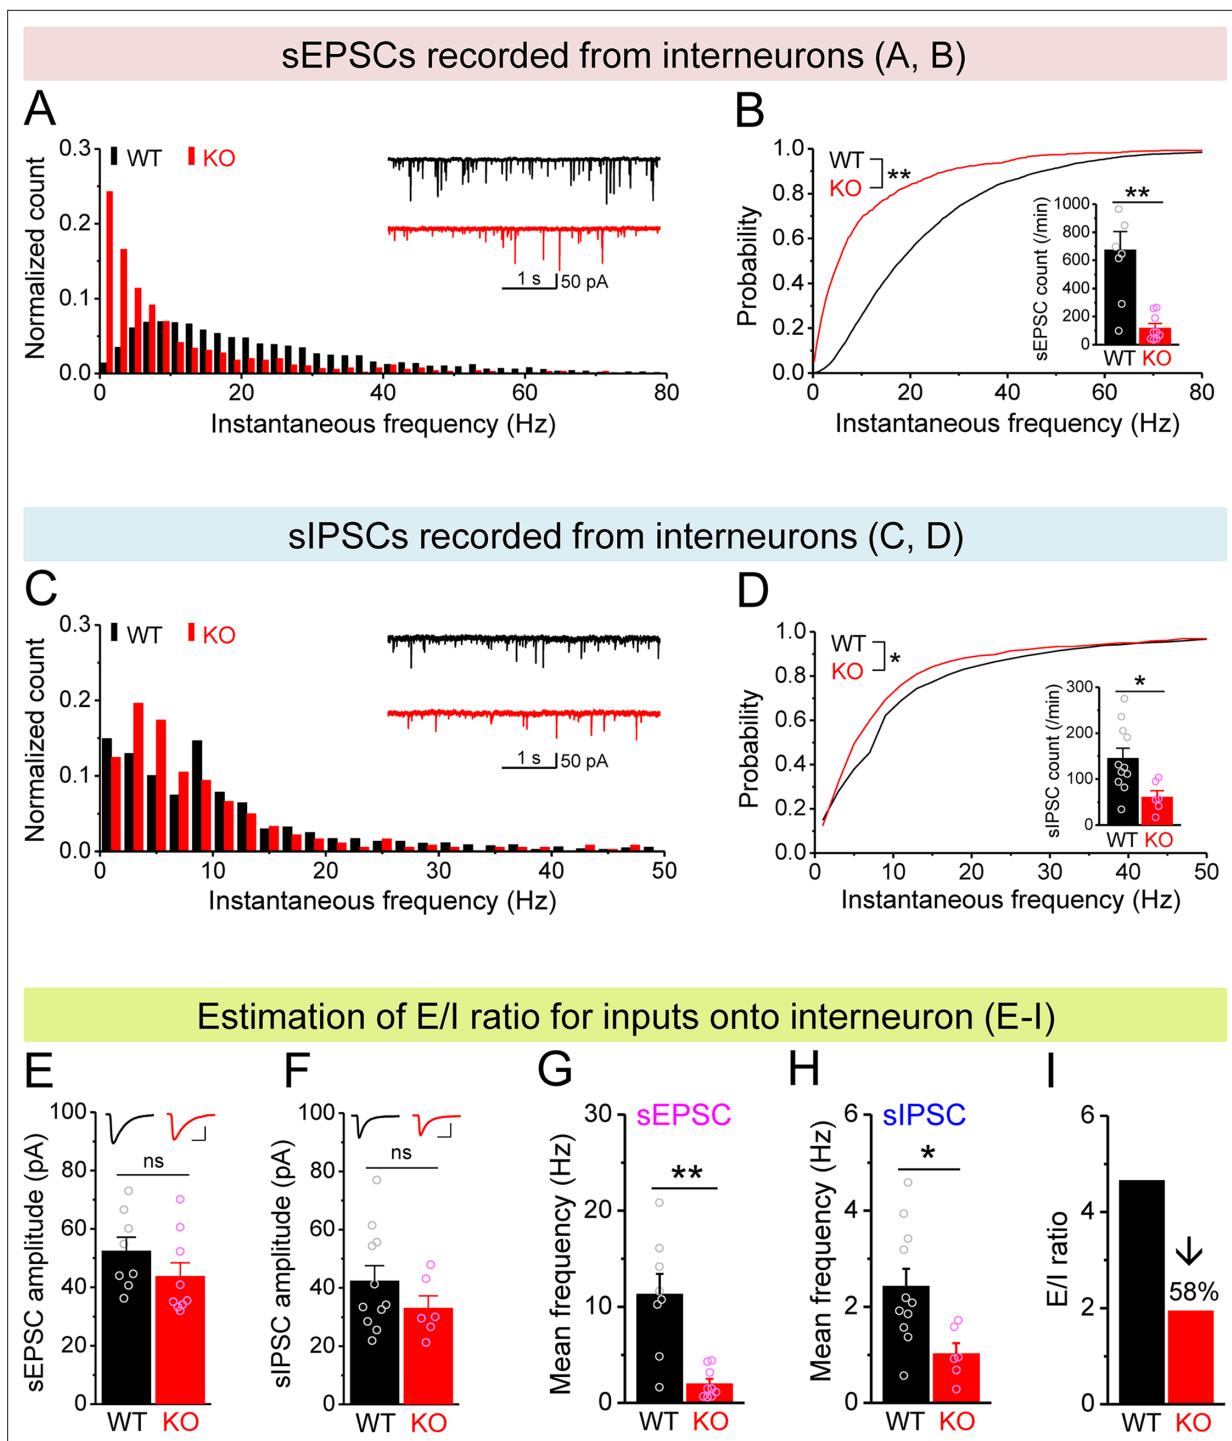 sEPSCs recorded from interneurons (A, B)
A
B
WT KO
0.3
0.2
0.1
0.0
Normalized count
1 s 50 pA
0 20 40 60 80
Instantaneous frequency (Hz)
1.0
0.8
0.6
0.4
0.2
0.0
Probability
WT
KO
**
**
1000
800
600
400
200
0
sEPSC count (/min)
WT KO
0 20 40 60 80
Instantaneous frequency (Hz)
sIPSCs recorded from interneurons (C, D)
C
D
WT KO
0.3
0.2
0.1
0.0
Normalized count
1 s 50 pA
0 10 20 30 40 50
Instantaneous frequency (Hz)
1.0
0.8
0.6
0.4
0.2
0.0
Probability
WT
KO
*
*
300
200
100
0
sIPSC count (/min)
WT KO
0 10 20 30 40 50
Instantaneous frequency (Hz)
Estimation of E/I ratio for inputs onto interneuron (E-I)
E
F
G
H
I
100
80
60
40
20
0
sEPSC amplitude (pA)
ns
WT KO
100
80
60
40
20
0
sIPSC amplitude (pA)
ns
WT KO
30
20
10
0
Mean frequency (Hz)
sEPSC
**
WT KO
6
4
2
0
Mean frequency (Hz)
sIPSC
*
WT KO
6
4
2
0
E/I ratio
58%
WT KO